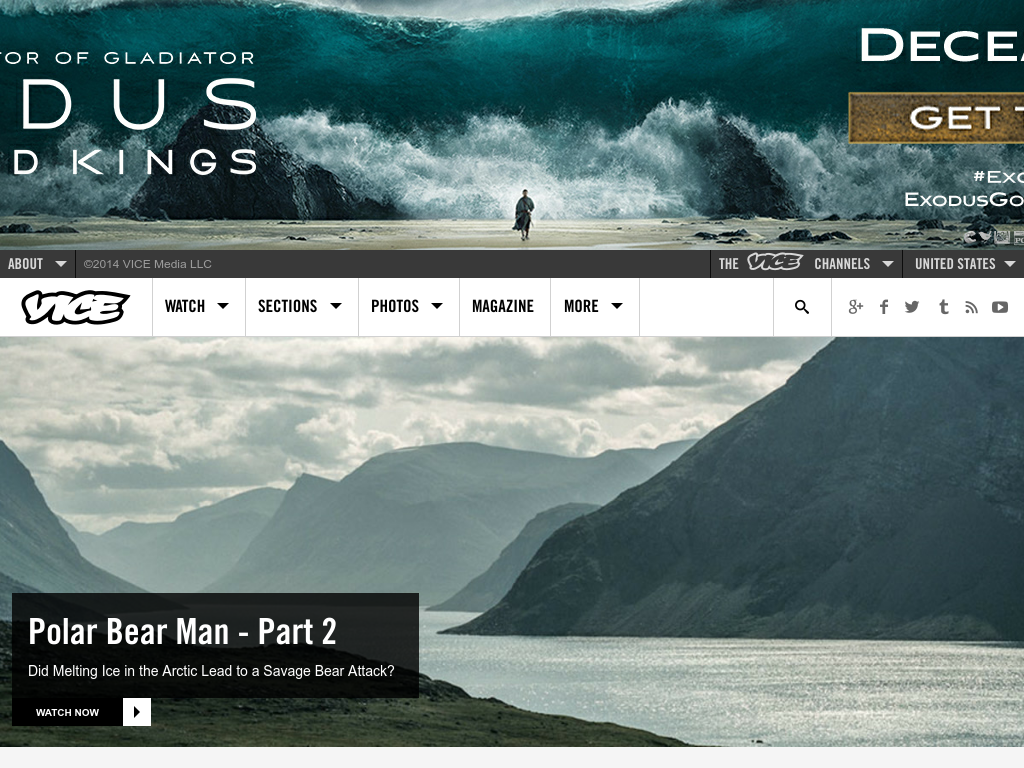 TOR OF GLADIATOR
DUS
D KINGS
DECE
GET
#EXO
EXODUSGO
ABOUT
©2014 VICE Media LLC
THE VICE CHANNELS
UNITED STATES
VICE
WATCH
SECTIONS
PHOTOS
MAGAZINE
MORE
Polar Bear Man - Part 2
Did Melting Ice in the Arctic Lead to a Savage Bear Attack?
WATCH NOW